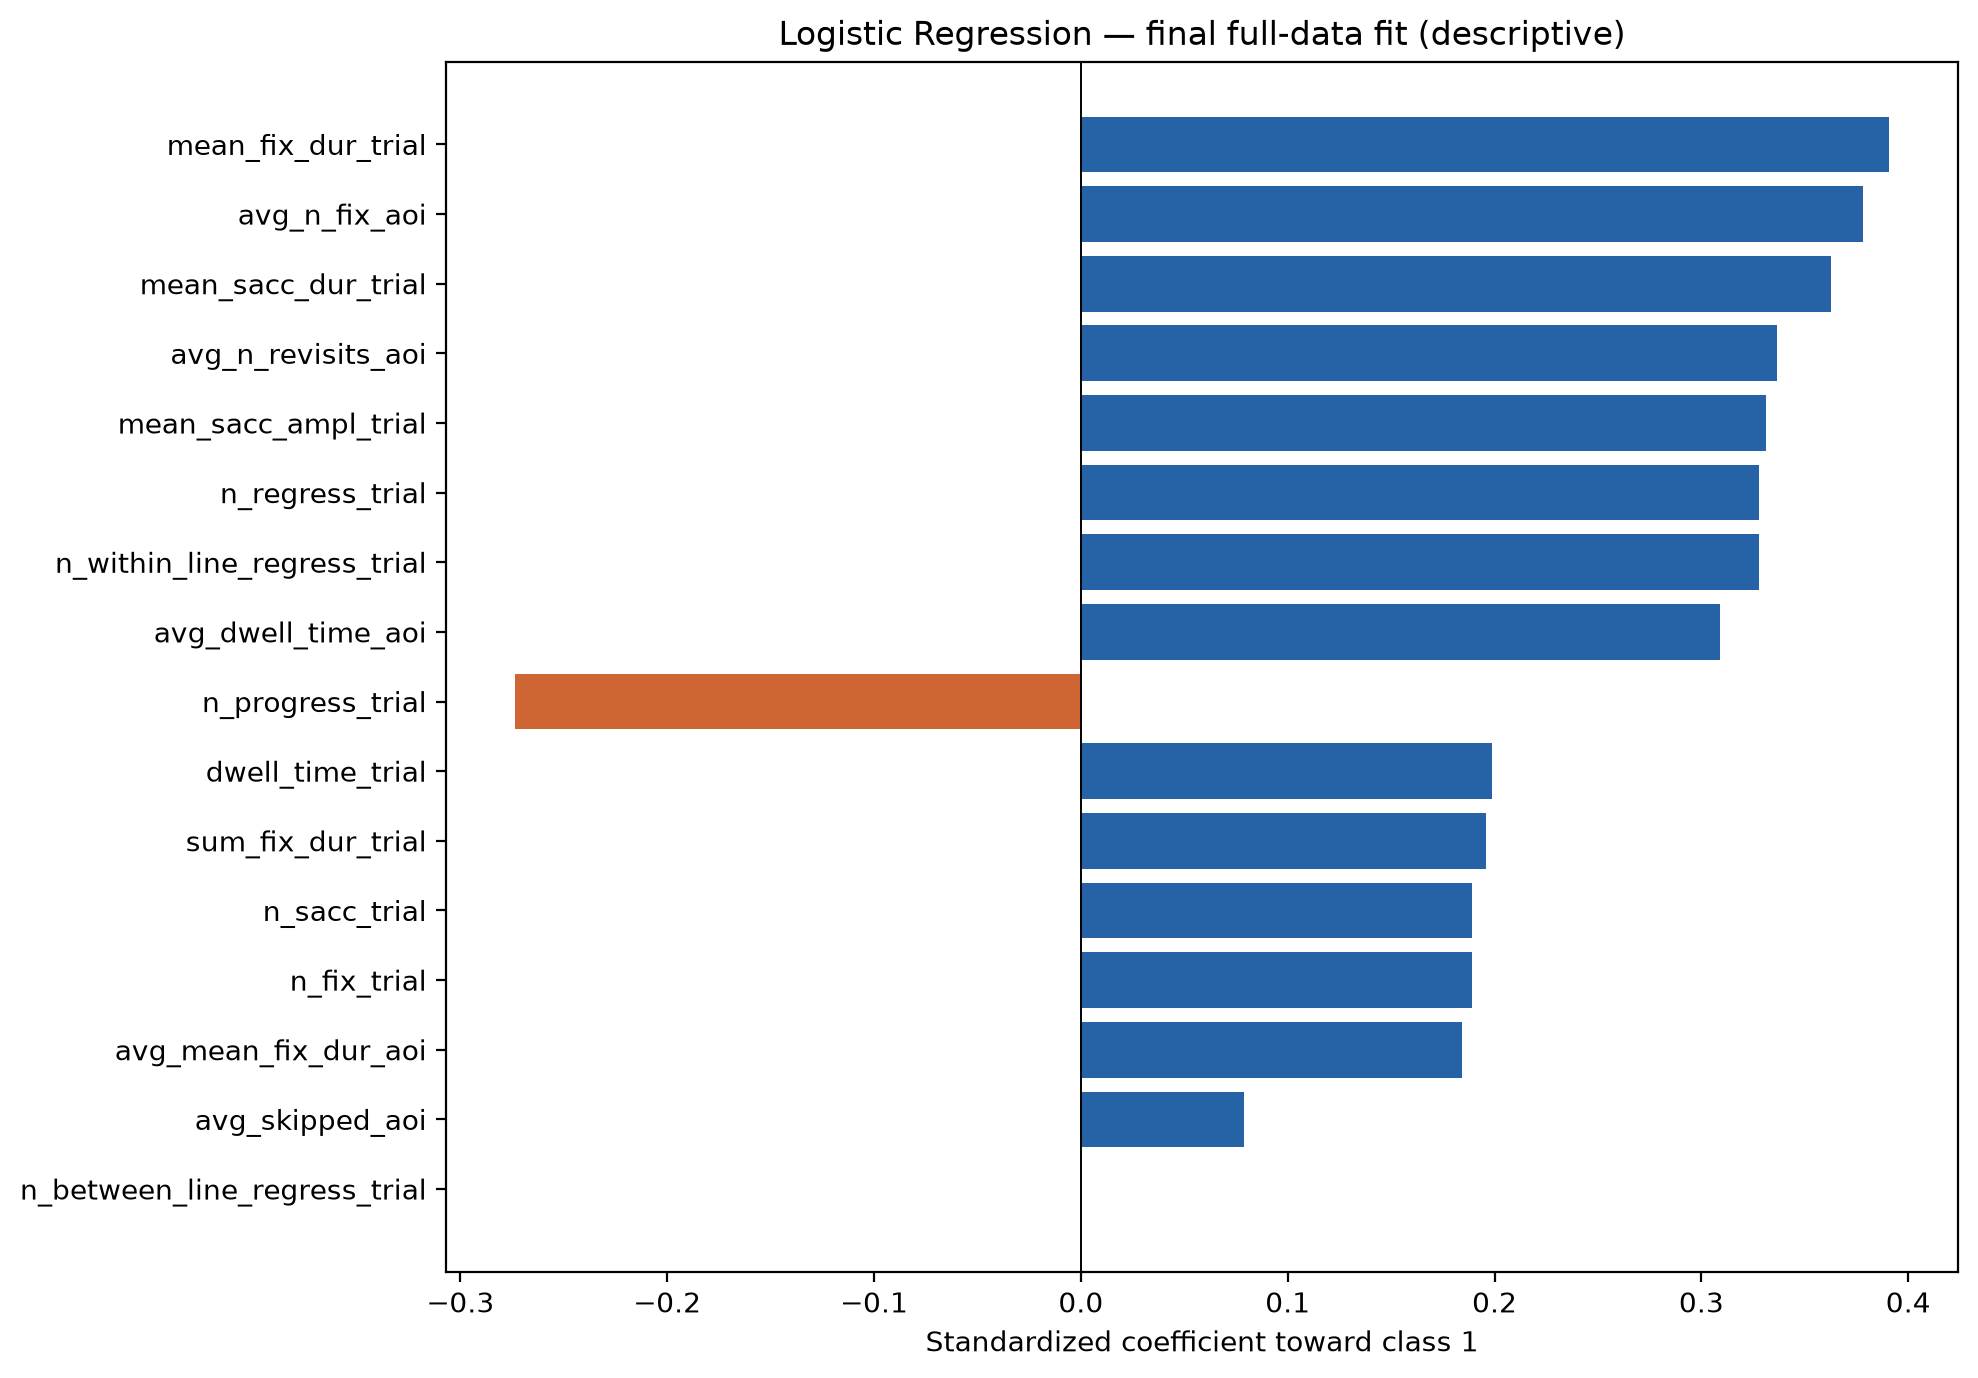 Logistic Regression — final full-data fit (descriptive)
mean_fix_dur_trial
avg_n_fix_aoi
mean_sacc_dur_trial
avg_n_revisits_aoi
mean_sacc_ampl_trial
n_regress_trial
n_within_line_regress_trial
avg_dwell_time_aoi
n_progress_trial
dwell_time_trial
sum_fix_dur_trial
n_sacc_trial
n_fix_trial
avg_mean_fix_dur_aoi
avg_skipped_aoi
n_between_line_regress_trial
−0.3 −0.2 −0.1 0.0 0.1 0.2 0.3 0.4
Standardized coefficient toward class 1